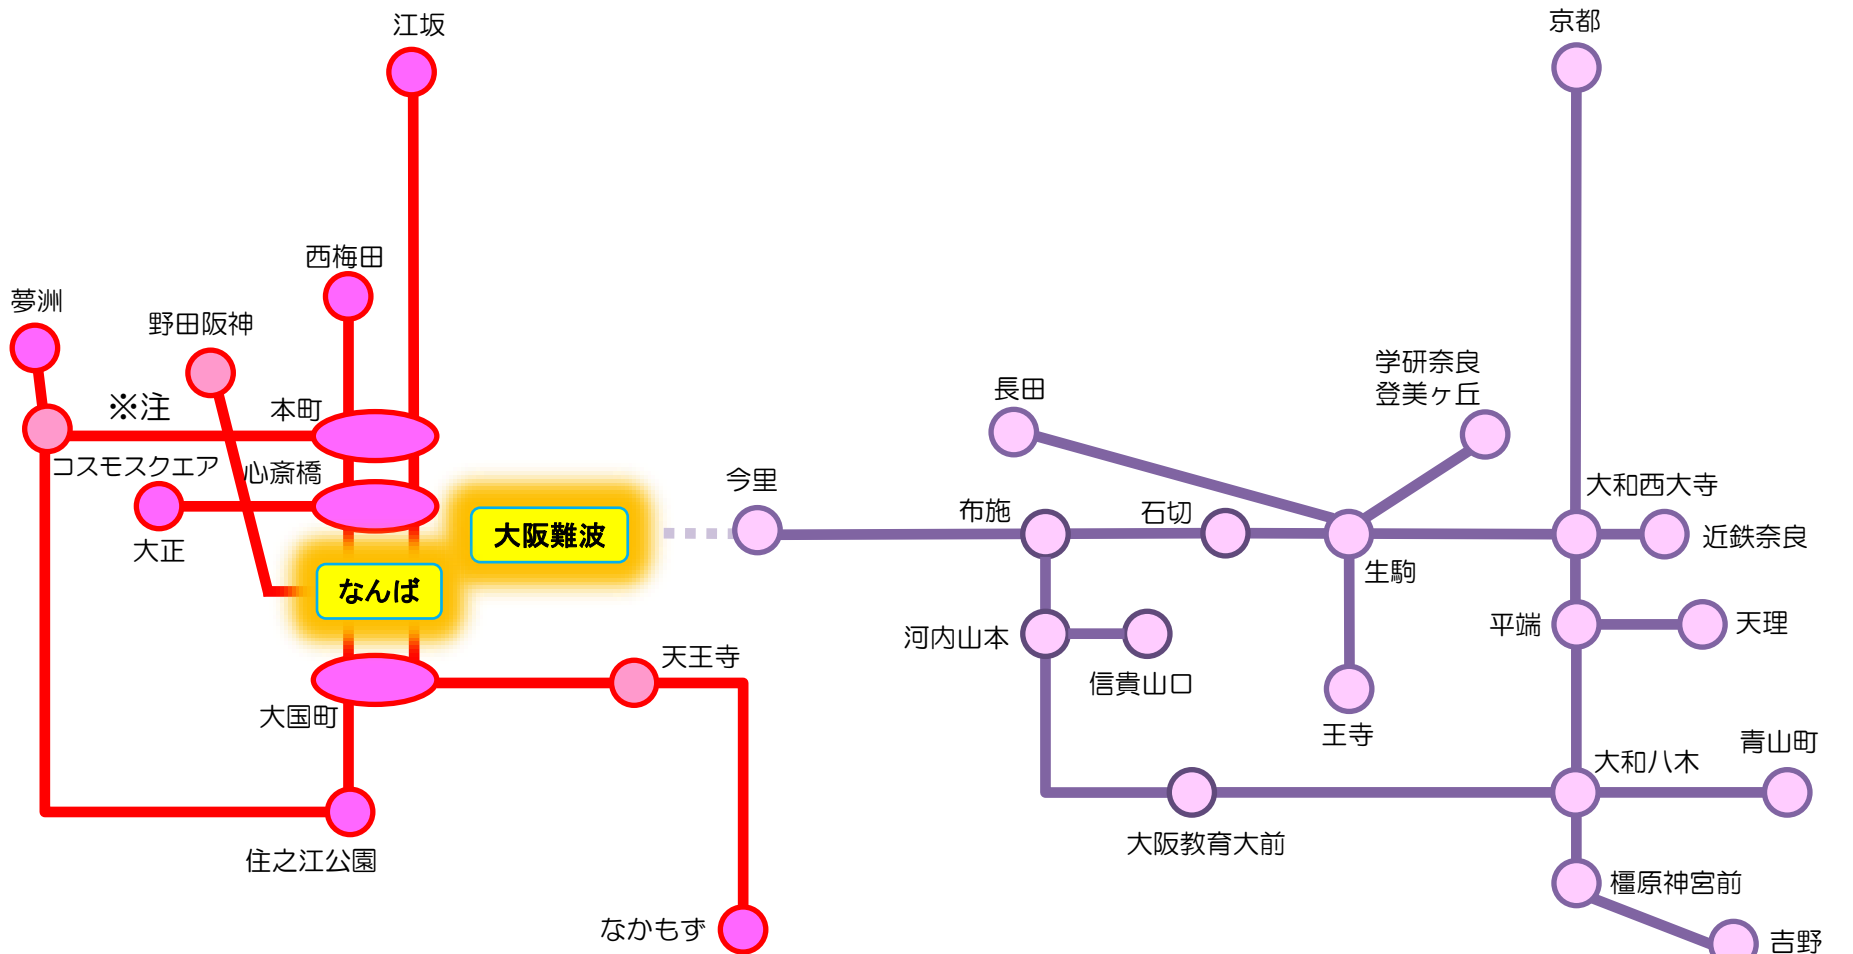 江坂
京都
西梅田
夢洲
野田阪神
※注
本町
コスモスクエア
心斎橋
大正
大阪難波
なんば
今里
長田
学研奈良
登美ヶ丘
布施
石切
生駒
大和西大寺
近鉄奈良
河内山本
信貴山口
王寺
平端
天理
天王寺
大国町
住之江公園
なかもず
大阪教育大前
大和八木
青山町
橿原神宮前
吉野